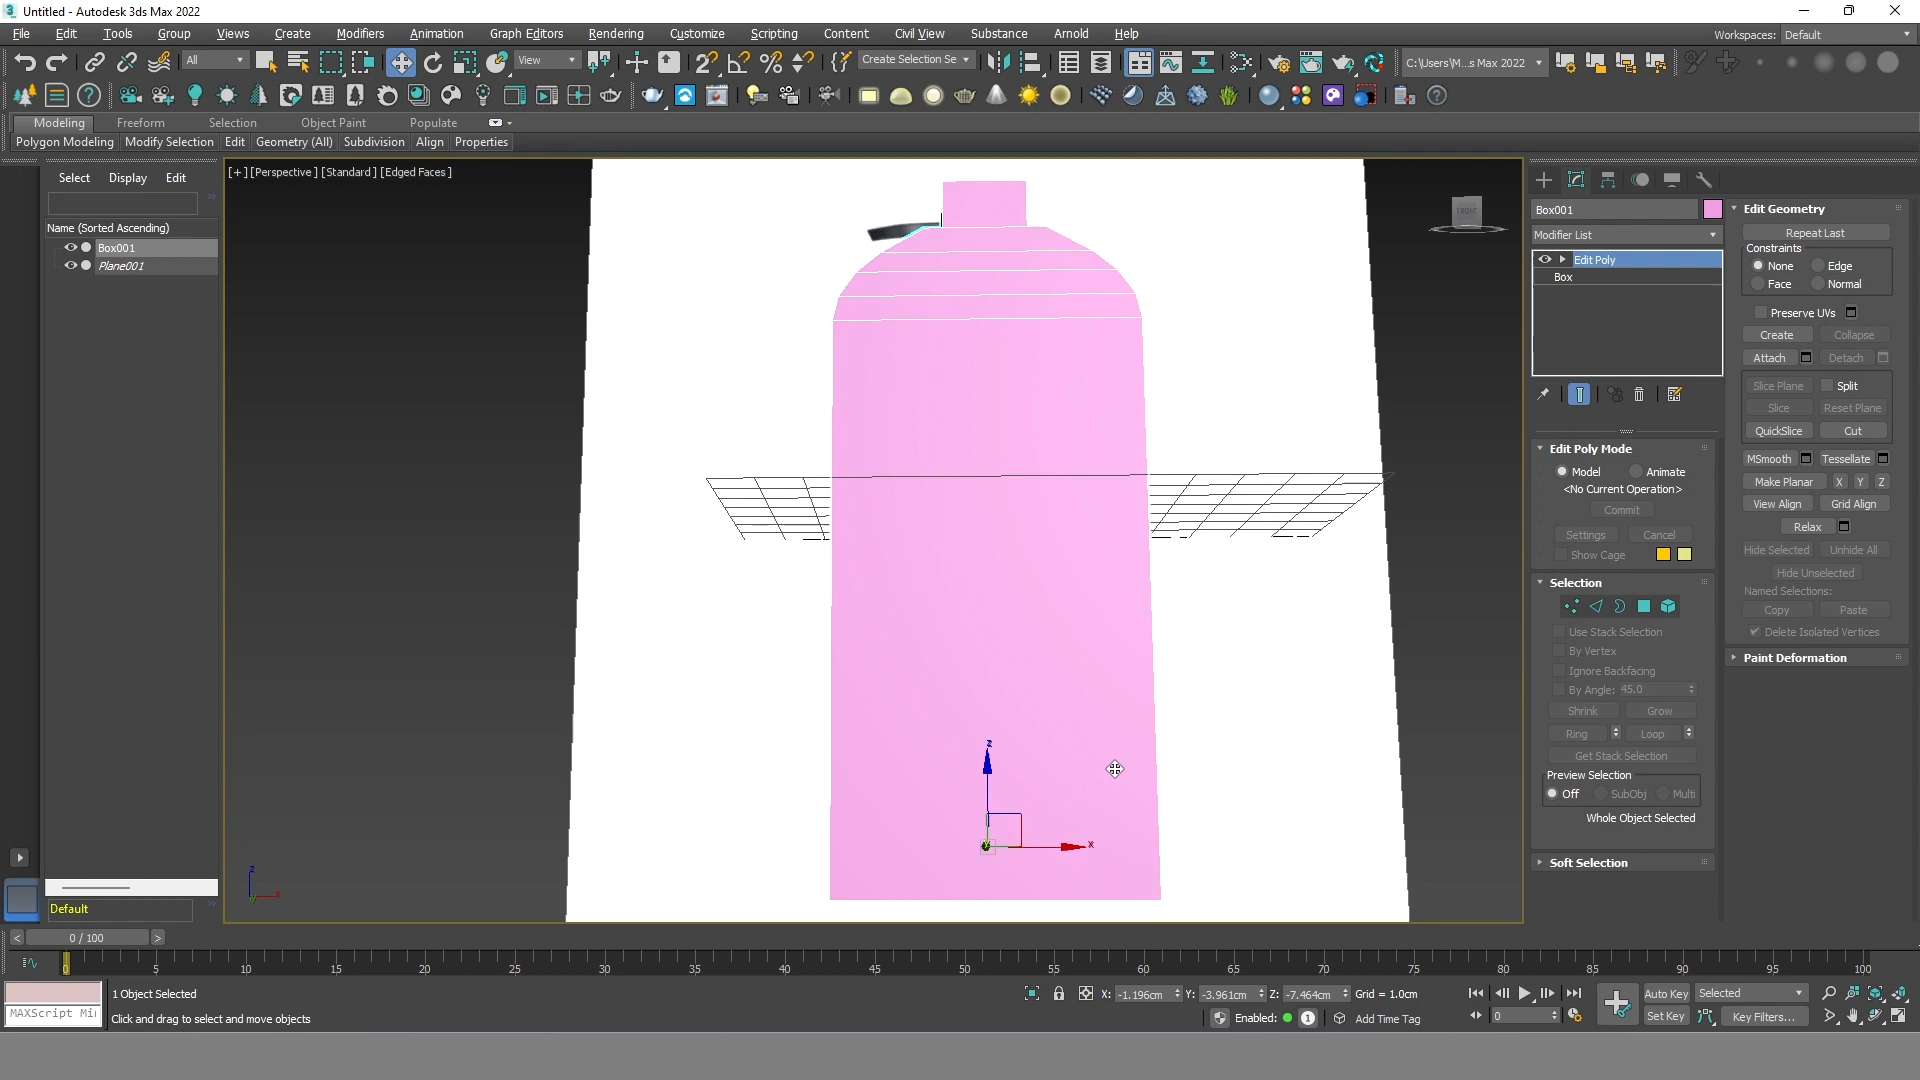 Untitled - Autodesk 3ds Max 2022
File Edit Tools Group Views Create Modifiers Animation Graph Editors Rendering Customize Scripting Content Civil View Substance Arnold Help
Workspaces: Default
All View Create Selection Se C:\Users\M...s Max 2022
Modeling Freeform Selection Object Paint Populate
Polygon Modeling Modify Selection Edit Geometry (All) Subdivision Align Properties
Select Display Edit
Name (Sorted Ascending)
Box001
Plane001
[+] [Perspective] [Standard] [Edged Faces]
FRONT
z
x
z
x
y
Box001
Modifier List
Edit Poly
Box
Edit Poly Mode
Model Animate
<No Current Operation>
Commit
Settings Cancel
Show Cage
Selection
Use Stack Selection
By Vertex
Ignore Backfacing
By Angle: 45.0
Shrink Grow
Ring Loop
Get Stack Selection
Preview Selection
Off SubObj Multi
Whole Object Selected
Soft Selection
Edit Geometry
Repeat Last
Constraints
None Edge
Face Normal
Preserve UVs
Create Collapse
Attach Detach
Slice Plane Split
Slice Reset Plane
QuickSlice Cut
MSmooth Tessellate
Make Planar X Y Z
View Align Grid Align
Relax
Hide Selected Unhide All
Hide Unselected
Named Selections:
Copy Paste
Delete Isolated Vertices
Paint Deformation
Default
< 0 / 100 >
0 5 10 15 20 25 30 35 40 45 50 55 60 65 70 75 80 85 90 95 100
1 Object Selected
X: -1.196cm Y: -3.961cm Z: -7.464cm Grid = 1.0cm
Auto Key Selected
MAXScript Mi
Click and drag to select and move objects
Enabled: 1 Add Time Tag
0
Set Key Key Filters...